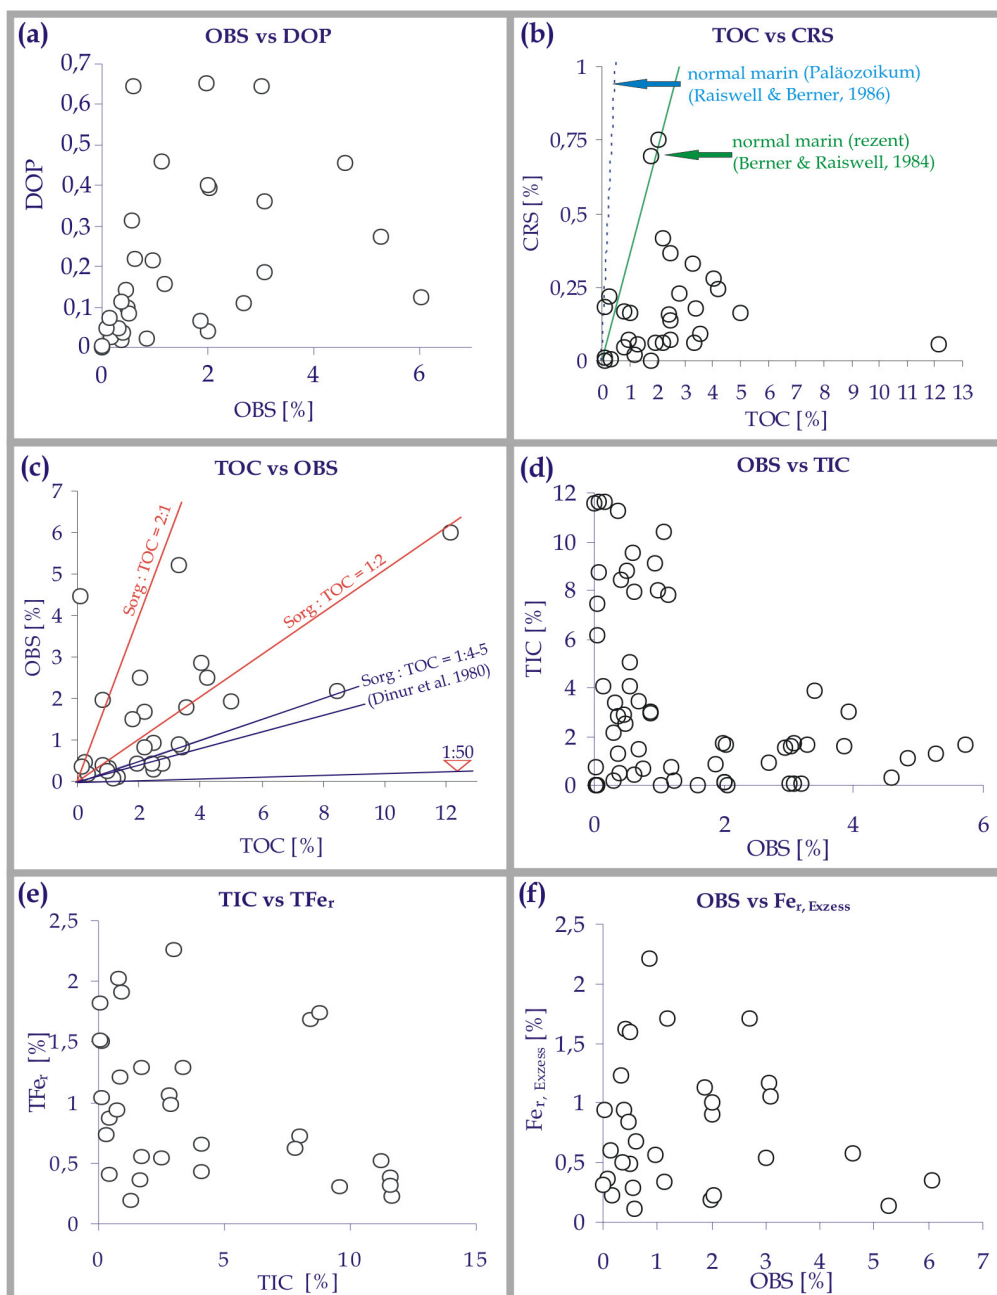 (a)
OBS vs DOP
0,7
0,6
0,5
0,4
0,3
0,2
0,1
0
DOP
0 2 4 6
OBS [%]
(b)
TOC vs CRS
1
0,75
0,5
0,25
0
CRS [%]
normal marin (Paläozoikum)
(Raiswell & Berner, 1986)
normal marin (rezent)
(Berner & Raiswell, 1984)
0 1 2 3 4 5 6 7 8 9 10 11 12 13
TOC [%]
(c)
TOC vs OBS
7
6
5
4
3
2
1
0
OBS [%]
Sorg : TOC = 2:1
Sorg : TOC = 1:2
Sorg : TOC = 1:4-5
(Dinur et al. 1980)
1:50
0 2 4 6 8 10 12
TOC [%]
(d)
OBS vs TIC
12
10
8
6
4
2
0
TIC [%]
0 2 4 6
OBS [%]
(e)
TIC vs TFer
2,5
2
1,5
1
0,5
0
TFer [%]
0 5 10 15
TIC [%]
(f)
OBS vs Fer, Exzess
2,5
2
1,5
1
0,5
0
Fer, Exzess [%]
0 1 2 3 4 5 6 7
OBS [%]